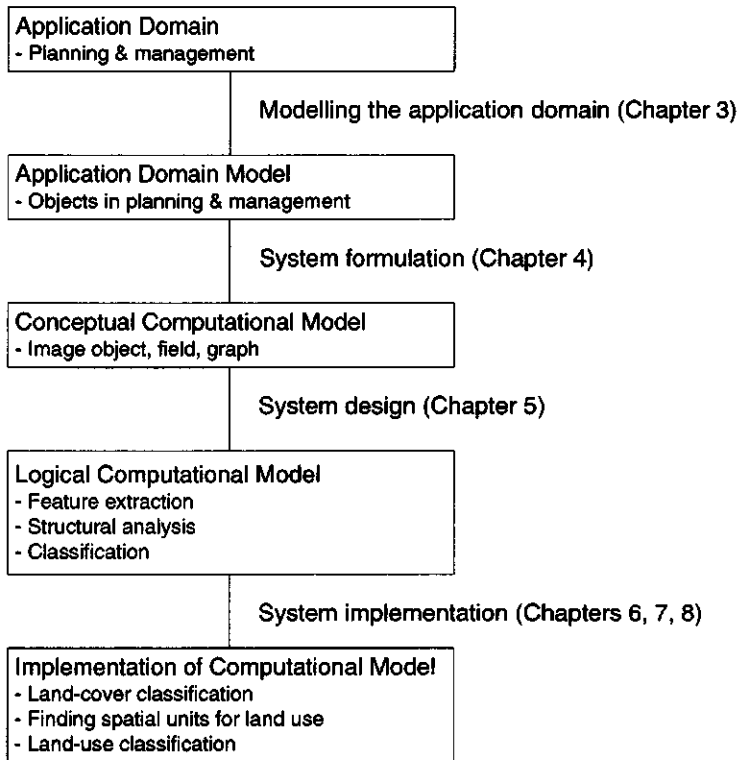 Application Domain
- Planning & management
Modelling the application domain (Chapter 3)
Application Domain Model
- Objects in planning & management
System formulation (Chapter 4)
Conceptual Computational Model
- Image object, field, graph
System design (Chapter 5)
Logical Computational Model
- Feature extraction
- Structural analysis
- Classification
System implementation (Chapters 6, 7, 8)
Implementation of Computational Model
- Land-cover classification
- Finding spatial units for land use
- Land-use classification